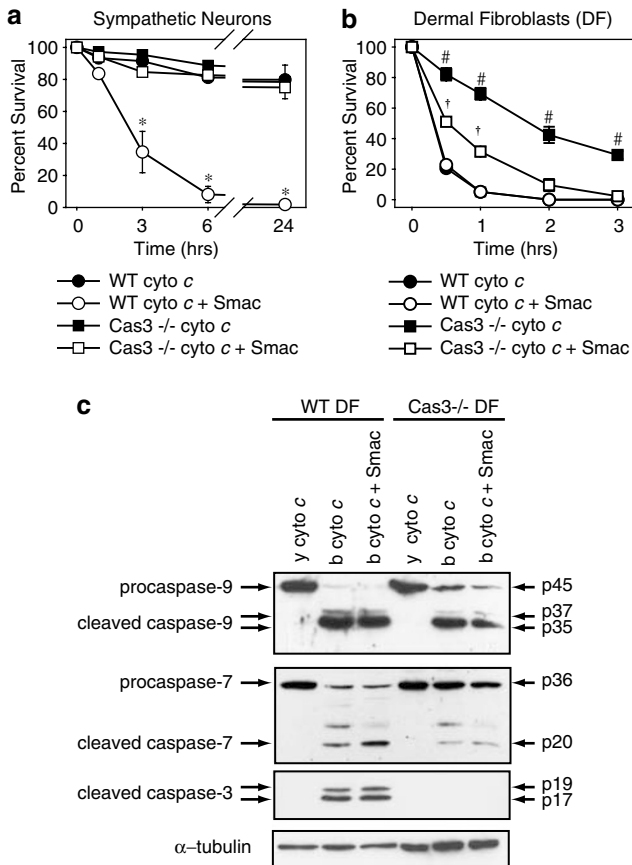 a
Sympathetic Neurons
Percent Survival
100
80
60
40
20
0
*
*
*
0
3
6
24
Time (hrs)
WT cyto c
WT cyto c + Smac
Cas3 -/- cyto c
Cas3 -/- cyto c + Smac
b
Dermal Fibroblasts (DF)
Percent Survival
100
80
60
40
20
0
#
#
#
#
†
†
0
1
2
3
Time (hrs)
WT cyto c
WT cyto c + Smac
Cas3 -/- cyto c
Cas3 -/- cyto c + Smac
c
WT DF
Cas3-/- DF
y cyto c
b cyto c
b cyto c + Smac
y cyto c
b cyto c
b cyto c + Smac
procaspase-9
p45
cleaved caspase-9
p37
p35
procaspase-7
p36
cleaved caspase-7
p20
cleaved caspase-3
p19
p17
α–tubulin